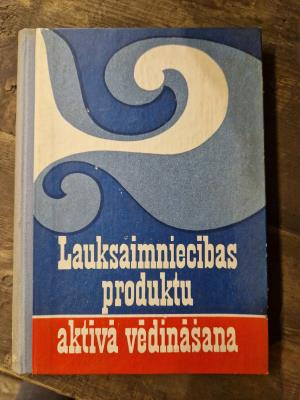 Lauksaimniecības
produktu
aktīvā vēdināšana